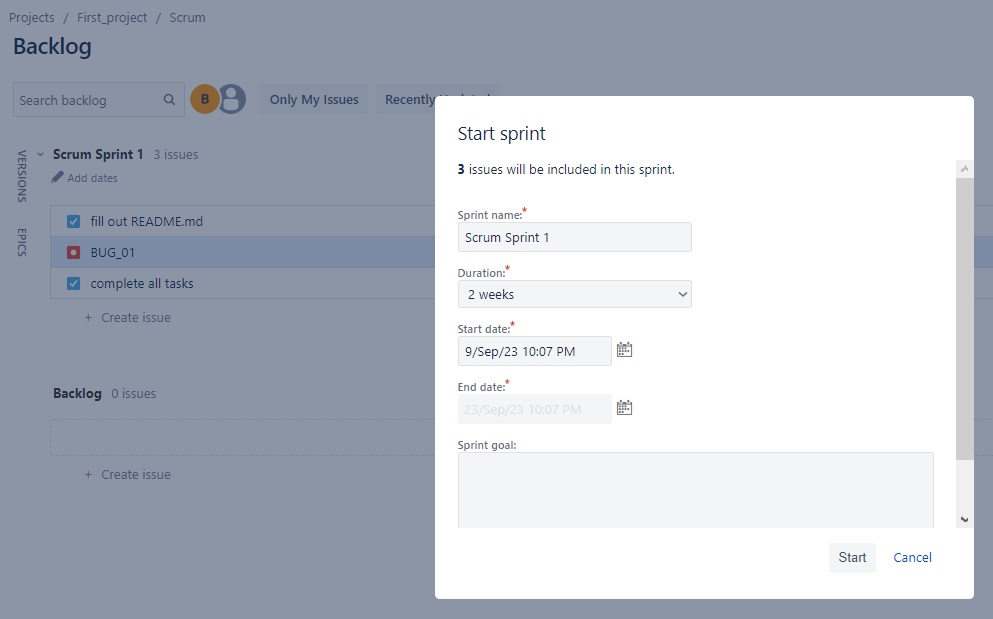 Projects / First_project / Scrum
Backlog
Search backlog
B
Only My Issues
Recently
VERSIONS
EPICS
Scrum Sprint 1 3 issues
Add dates
fill out README.md
BUG_01
complete all tasks
+ Create issue
Backlog 0 issues
+ Create issue
Start sprint
3 issues will be included in this sprint.
Sprint name:*
Scrum Sprint 1
Duration:*
2 weeks
Start date:*
9/Sep/23 10:07 PM
End date:*
23/Sep/23 10:07 PM
Sprint goal:
Start Cancel